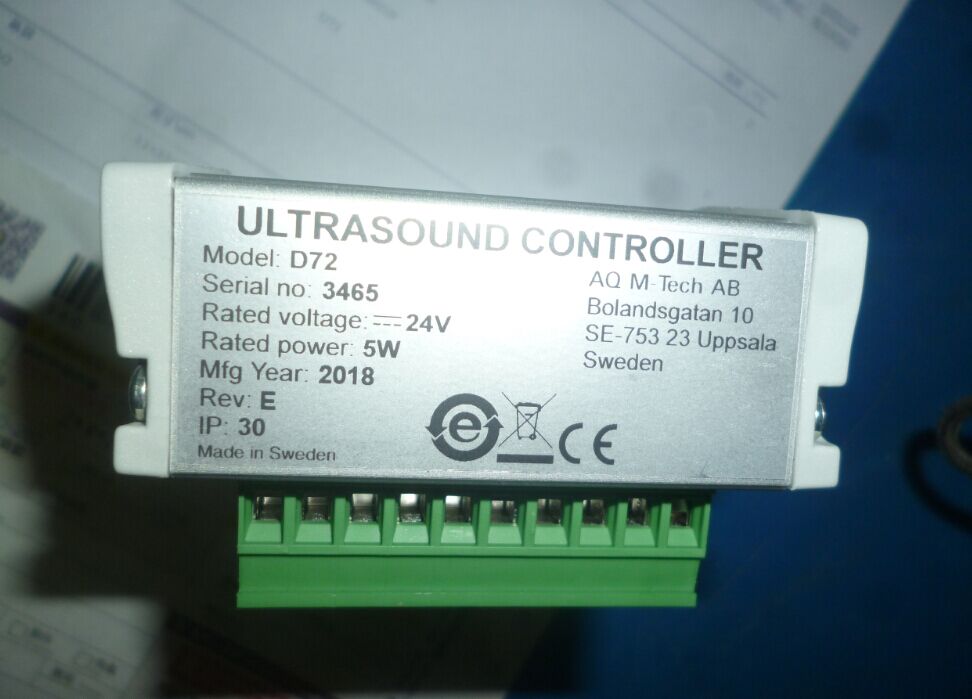 ULTRASOUND CONTROLLER
Model: D72
Serial no: 3465
Rated voltage: ⎓ 24V
Rated power: 5W
Mfg Year: 2018
Rev: E
IP: 30
Made in Sweden
AQ M-Tech AB
Bolandsgatan 10
SE-753 23 Uppsala
Sweden
e
CE